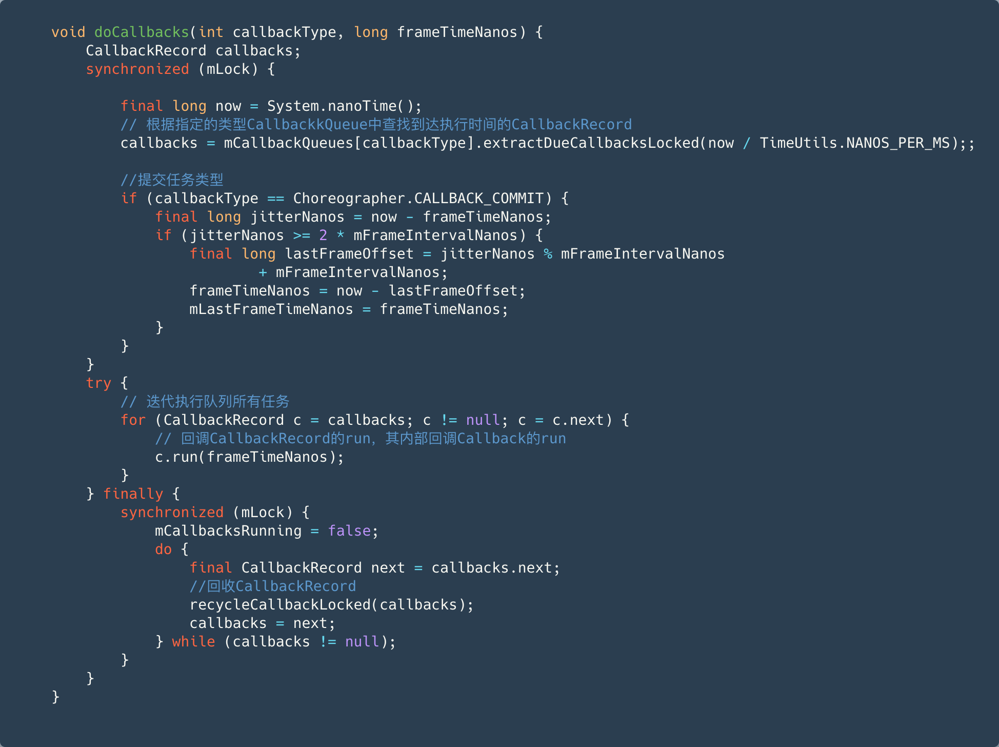 void doCallbacks(int callbackType, long frameTimeNanos) {
    CallbackRecord callbacks;
    synchronized (mLock) {

        final long now = System.nanoTime();
        // 根据指定的类型CallbackkQueue中查找到达执行时间的CallbackRecord
        callbacks = mCallbackQueues[callbackType].extractDueCallbacksLocked(now / TimeUtils.NANOS_PER_MS);;

        //提交任务类型
        if (callbackType == Choreographer.CALLBACK_COMMIT) {
            final long jitterNanos = now - frameTimeNanos;
            if (jitterNanos >= 2 * mFrameIntervalNanos) {
                final long lastFrameOffset = jitterNanos % mFrameIntervalNanos
                        + mFrameIntervalNanos;
                frameTimeNanos = now - lastFrameOffset;
                mLastFrameTimeNanos = frameTimeNanos;
            }
        }
    }
    try {
        // 迭代执行队列所有任务
        for (CallbackRecord c = callbacks; c != null; c = c.next) {
            // 回调CallbackRecord的run，其内部回调Callback的run
            c.run(frameTimeNanos);
        }
    } finally {
        synchronized (mLock) {
            mCallbacksRunning = false;
            do {
                final CallbackRecord next = callbacks.next;
                //回收CallbackRecord
                recycleCallbackLocked(callbacks);
                callbacks = next;
            } while (callbacks != null);
        }
    }
}